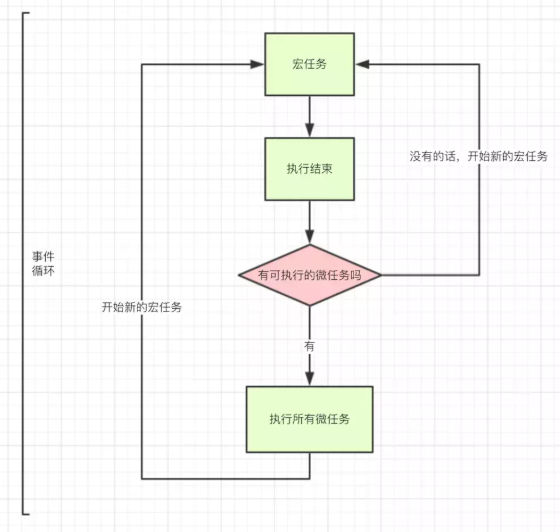 宏任务
没有的话，开始新的宏任务
执行结束
事件
循环
有可执行的微任务吗
开始新的宏任务
有
执行所有微任务